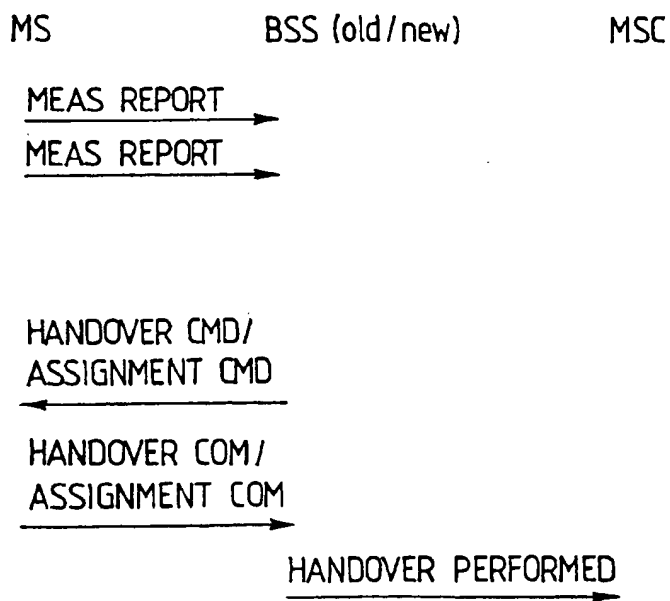 MS BSS (old/new) MSC
MEAS REPORT
MEAS REPORT
HANDOVER CMD/
ASSIGNMENT CMD
HANDOVER COM/
ASSIGNMENT COM
HANDOVER PERFORMED